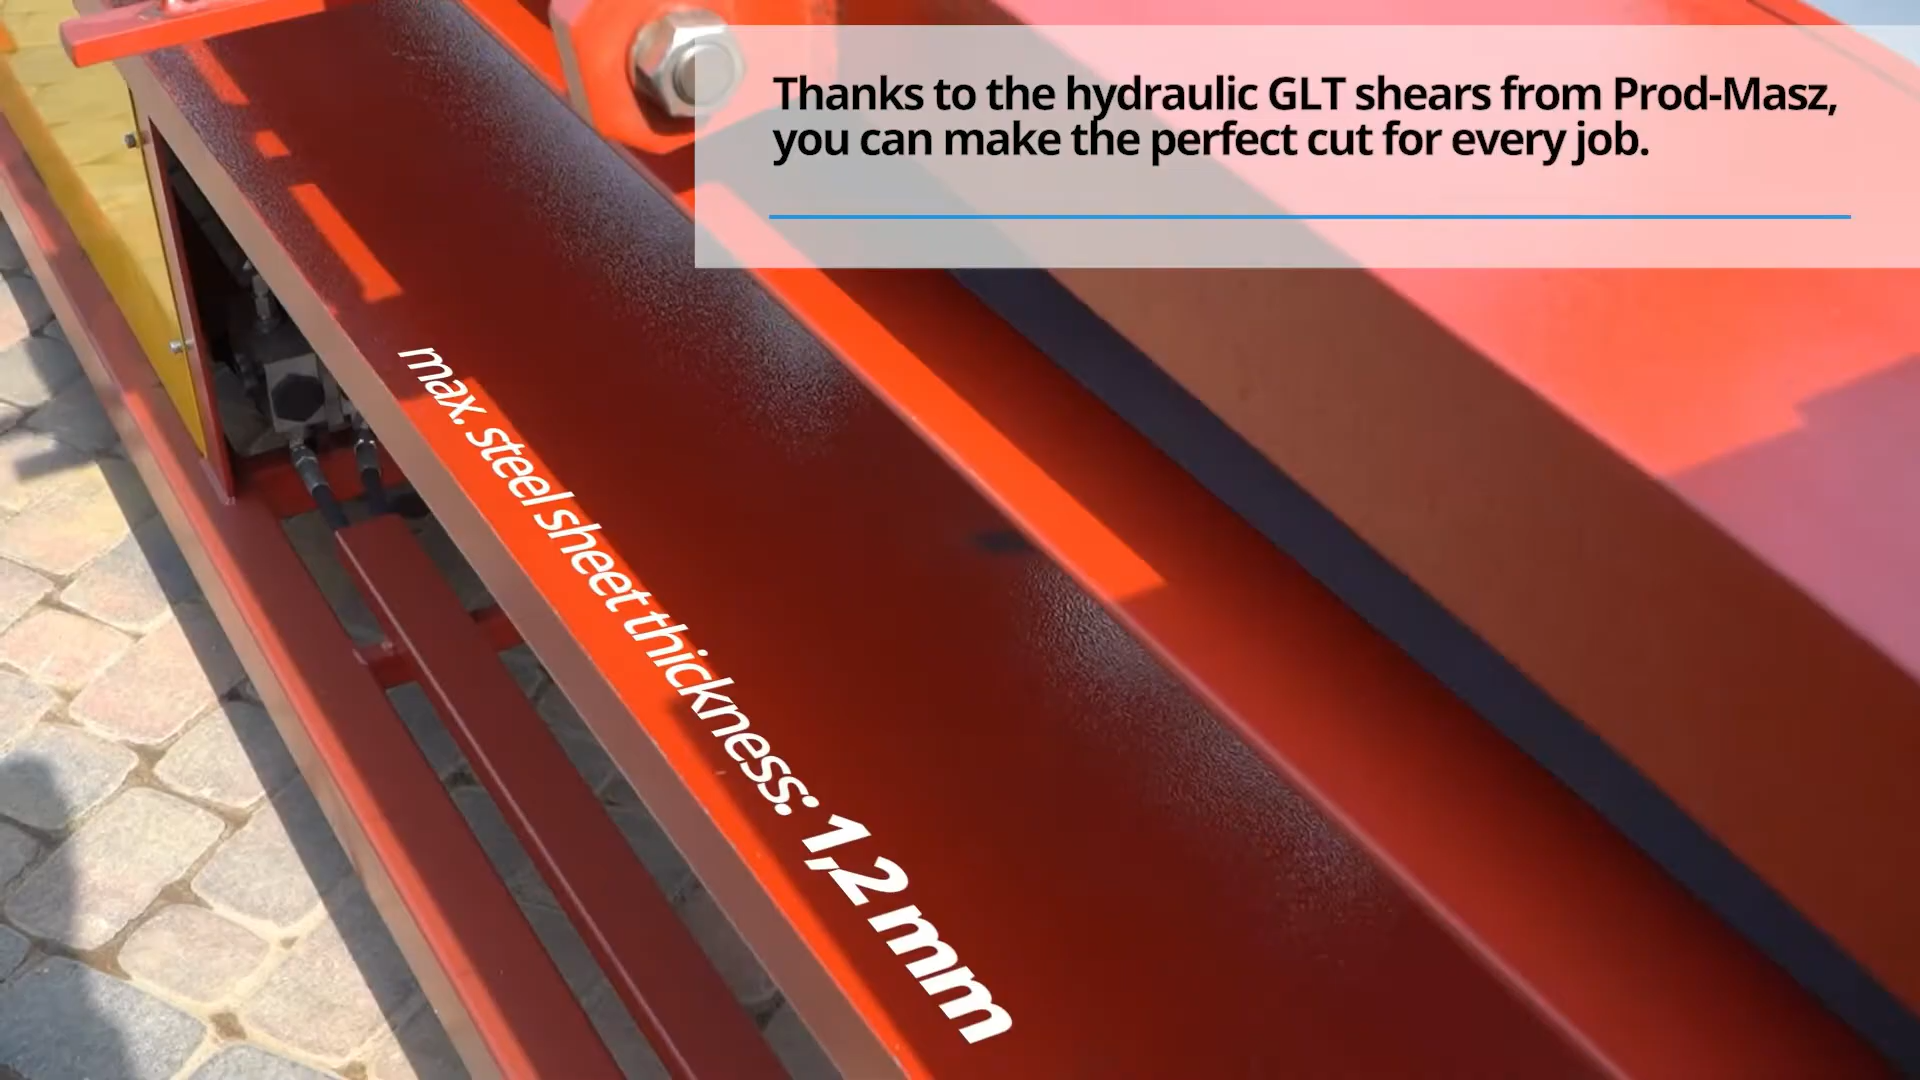 Thanks to the hydraulic GLT shears from Prod-Masz,
you can make the perfect cut for every job.
max. steel sheet thickness: 1,2 mm